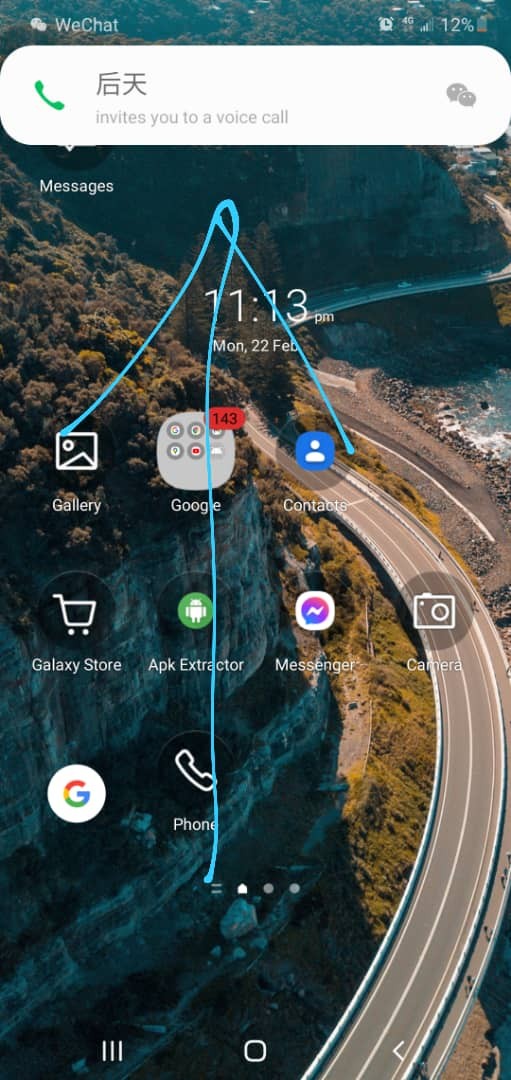 WeChat
4G
12%
后天
invites you to a voice call
Messages
11:13 pm
Mon, 22 Feb
143
Gallery
Google
Contacts
Galaxy Store
Apk Extractor
Messenger
Camera
G
Phone